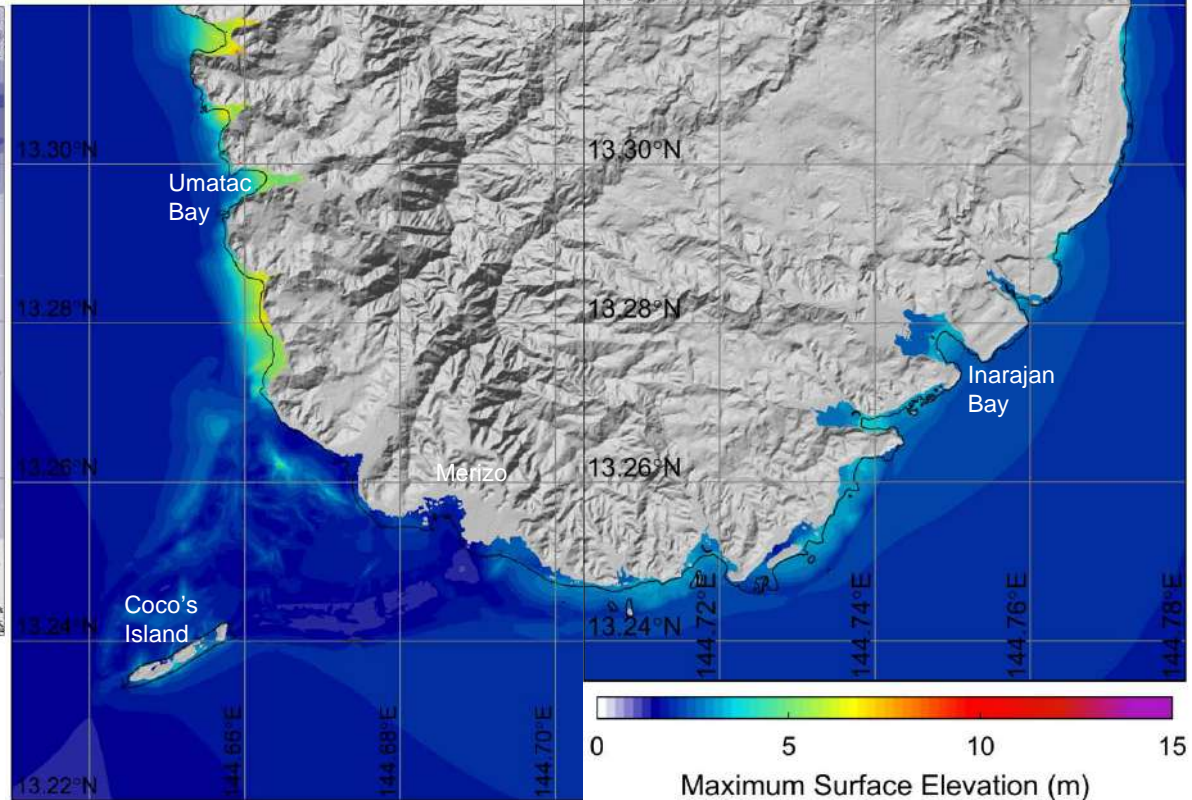 13.30°N
13.30°N
Umatac
Bay
13.28°N
13.28°N
Inarajan
Bay
Merizo
13.26°N
13.26°N
Coco's
Island
13.24°N
13.24°N
144.72°E
144.74°E
144.76°E
144.78°E
144.66°E
144.68°E
144.70°E
13.22°N
0
5
10
15
Maximum Surface Elevation (m)